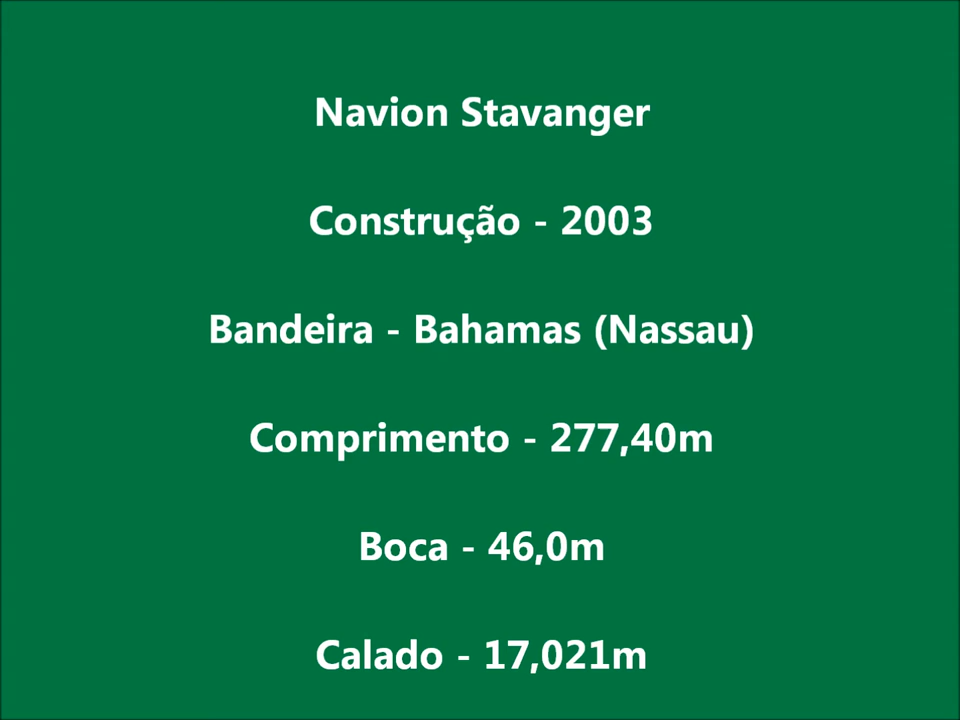 Navion Stavanger
Construção - 2003
Bandeira - Bahamas (Nassau)
Comprimento - 277,40m
Boca - 46,0m
Calado - 17,021m